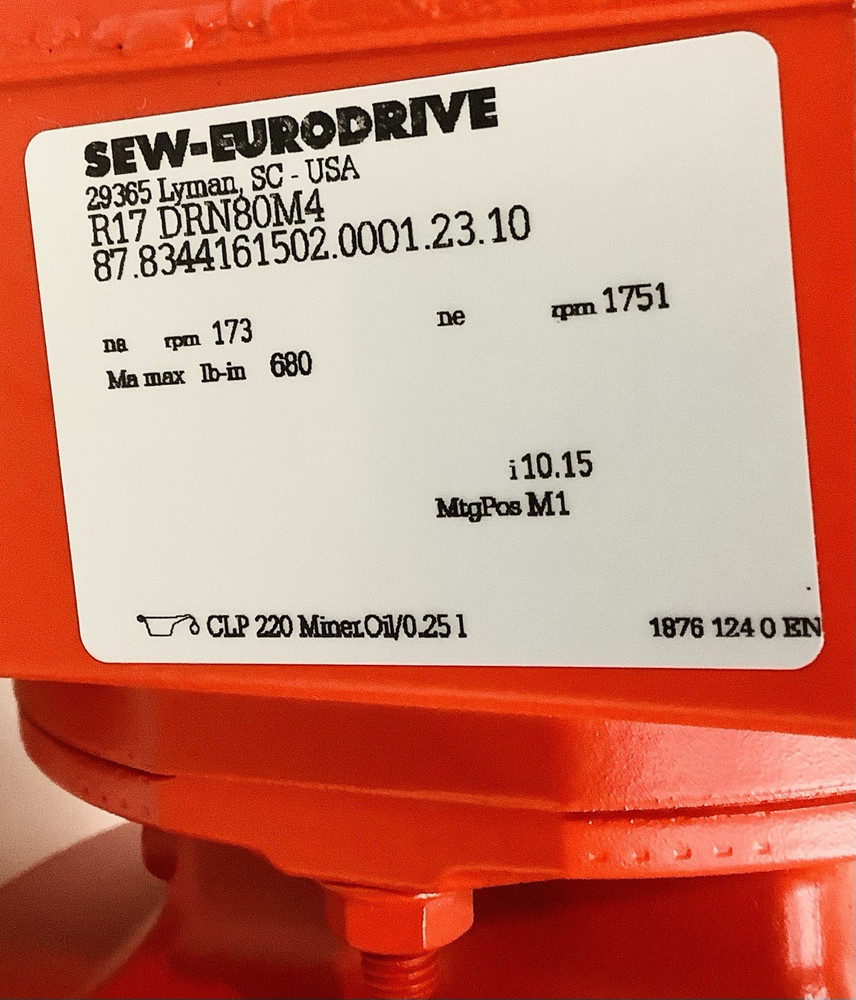 SEW-EURODRIVE
29365 Lyman, SC - USA
R17 DRN80M4
87.8344161502.0001.23.10
na rpm 173 ne rpm 1751
Ma max lb-in 680
i 10.15
MtgPos M1
CLP 220 Miner.Oil/0.25 l 1876 124 0 EN